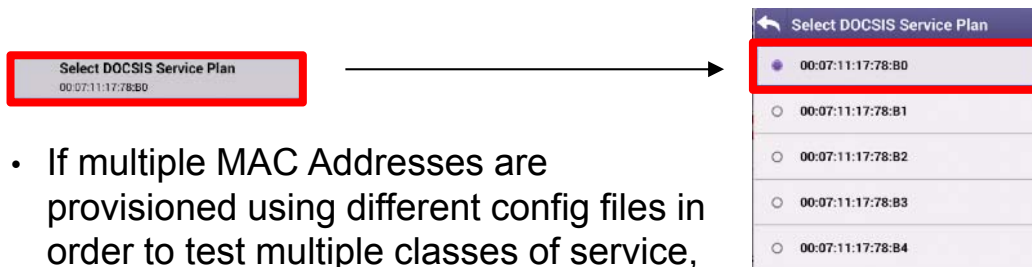 Select DOCSIS Service Plan
00:07:11:17:78:B0
Select DOCSIS Service Plan
00:07:11:17:78:B0
00:07:11:17:78:B1
00:07:11:17:78:B2
00:07:11:17:78:B3
00:07:11:17:78:B4
• If multiple MAC Addresses are
provisioned using different config files in
order to test multiple classes of service,